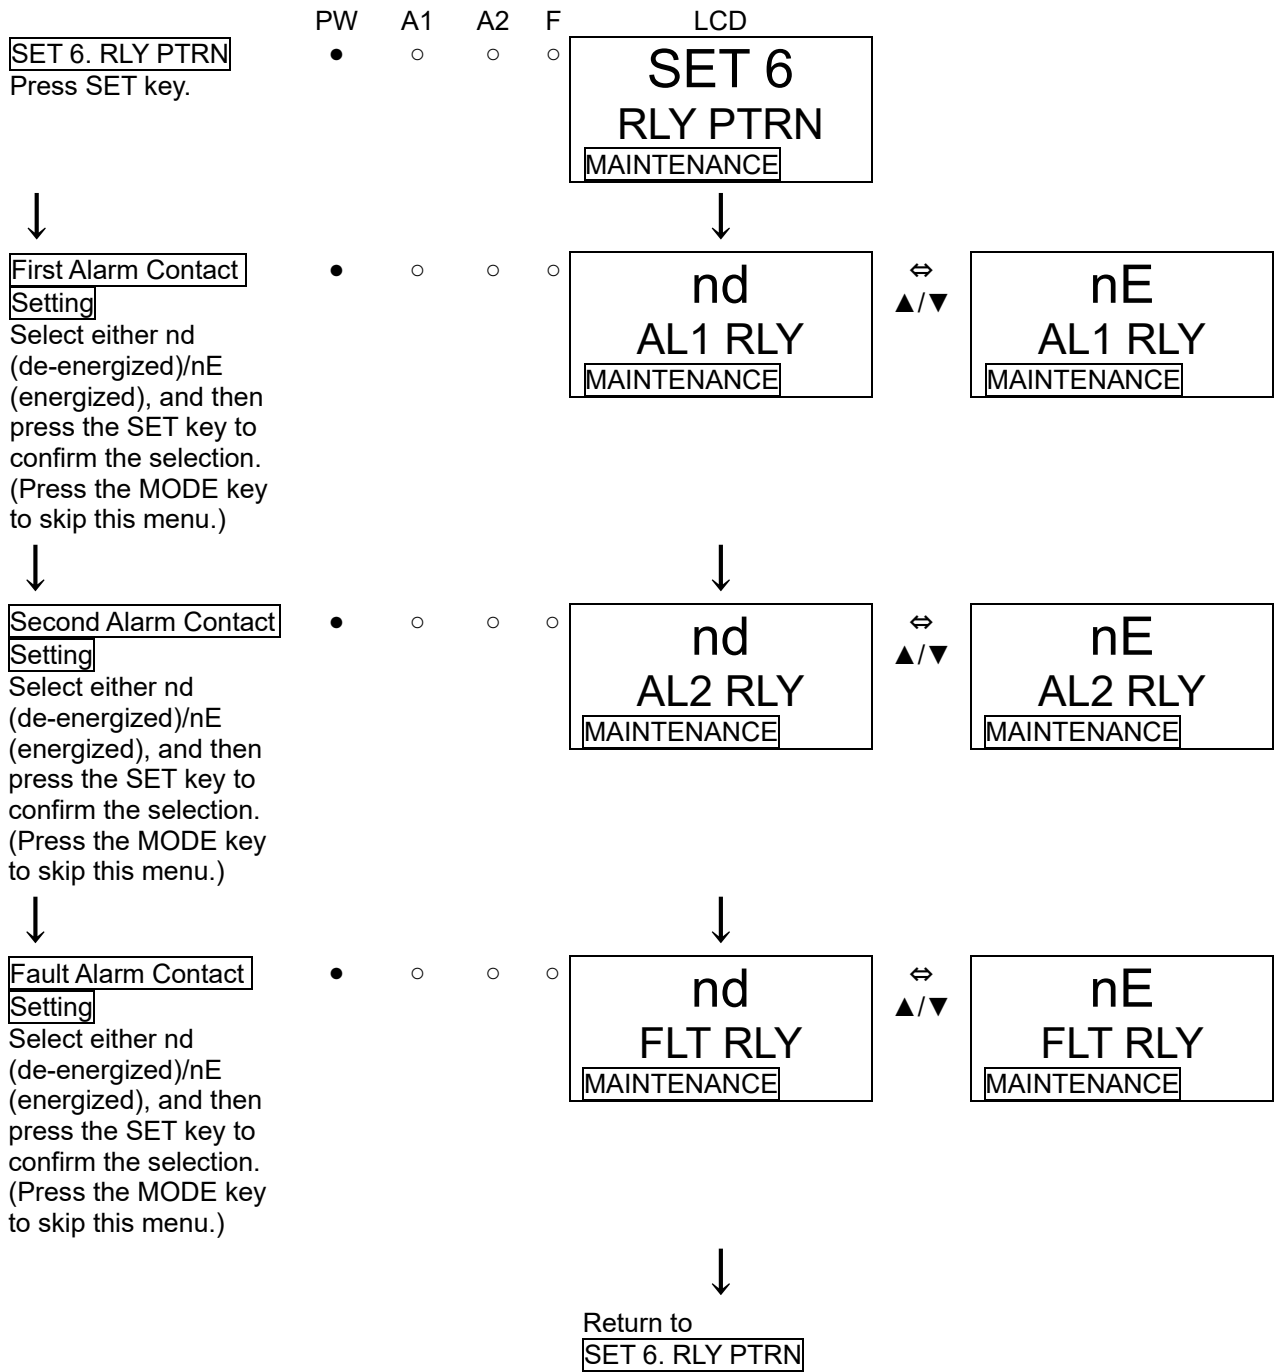 PW A1 A2 F LCD
SET 6. RLY PTRN
Press SET key.
● ○ ○ ○
SET 6
RLY PTRN
MAINTENANCE
↓ ↓
First Alarm Contact
Setting
Select either nd
(de-energized)/nE
(energized), and then
press the SET key to
confirm the selection.
(Press the MODE key
to skip this menu.)
● ○ ○ ○
nd
AL1 RLY
MAINTENANCE
⇔
▲/▼
nE
AL1 RLY
MAINTENANCE
↓ ↓
Second Alarm Contact
Setting
Select either nd
(de-energized)/nE
(energized), and then
press the SET key to
confirm the selection.
(Press the MODE key
to skip this menu.)
● ○ ○ ○
nd
AL2 RLY
MAINTENANCE
⇔
▲/▼
nE
AL2 RLY
MAINTENANCE
↓ ↓
Fault Alarm Contact
Setting
Select either nd
(de-energized)/nE
(energized), and then
press the SET key to
confirm the selection.
(Press the MODE key
to skip this menu.)
● ○ ○ ○
nd
FLT RLY
MAINTENANCE
⇔
▲/▼
nE
FLT RLY
MAINTENANCE
↓
Return to
SET 6. RLY PTRN